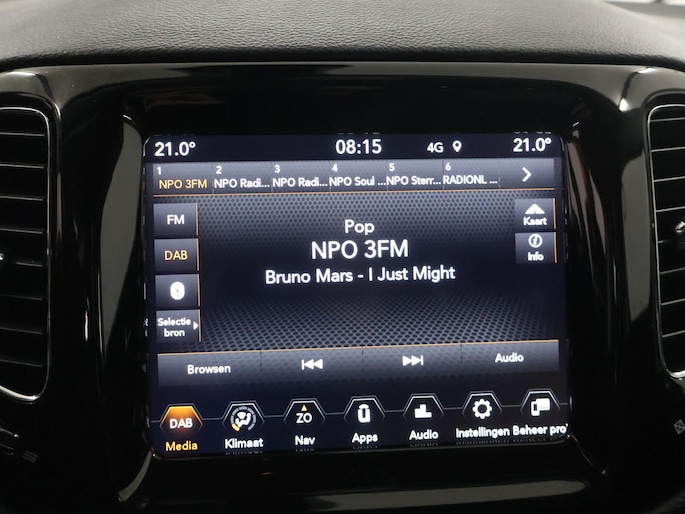 21.0° 08:15 4G 21.0°
1 2 3 4 5 6
NPO 3FM NPO Radi... NPO Radi... NPO Soul ... NPO Sterr... RADIONL ...
FM
Pop
Kaart
NPO 3FM
DAB
Info
Bruno Mars - I Just Might
Selectie
bron
Browsen Audio
DAB ZO
Media Klimaat Nav Apps Audio Instellingen Beheer pro